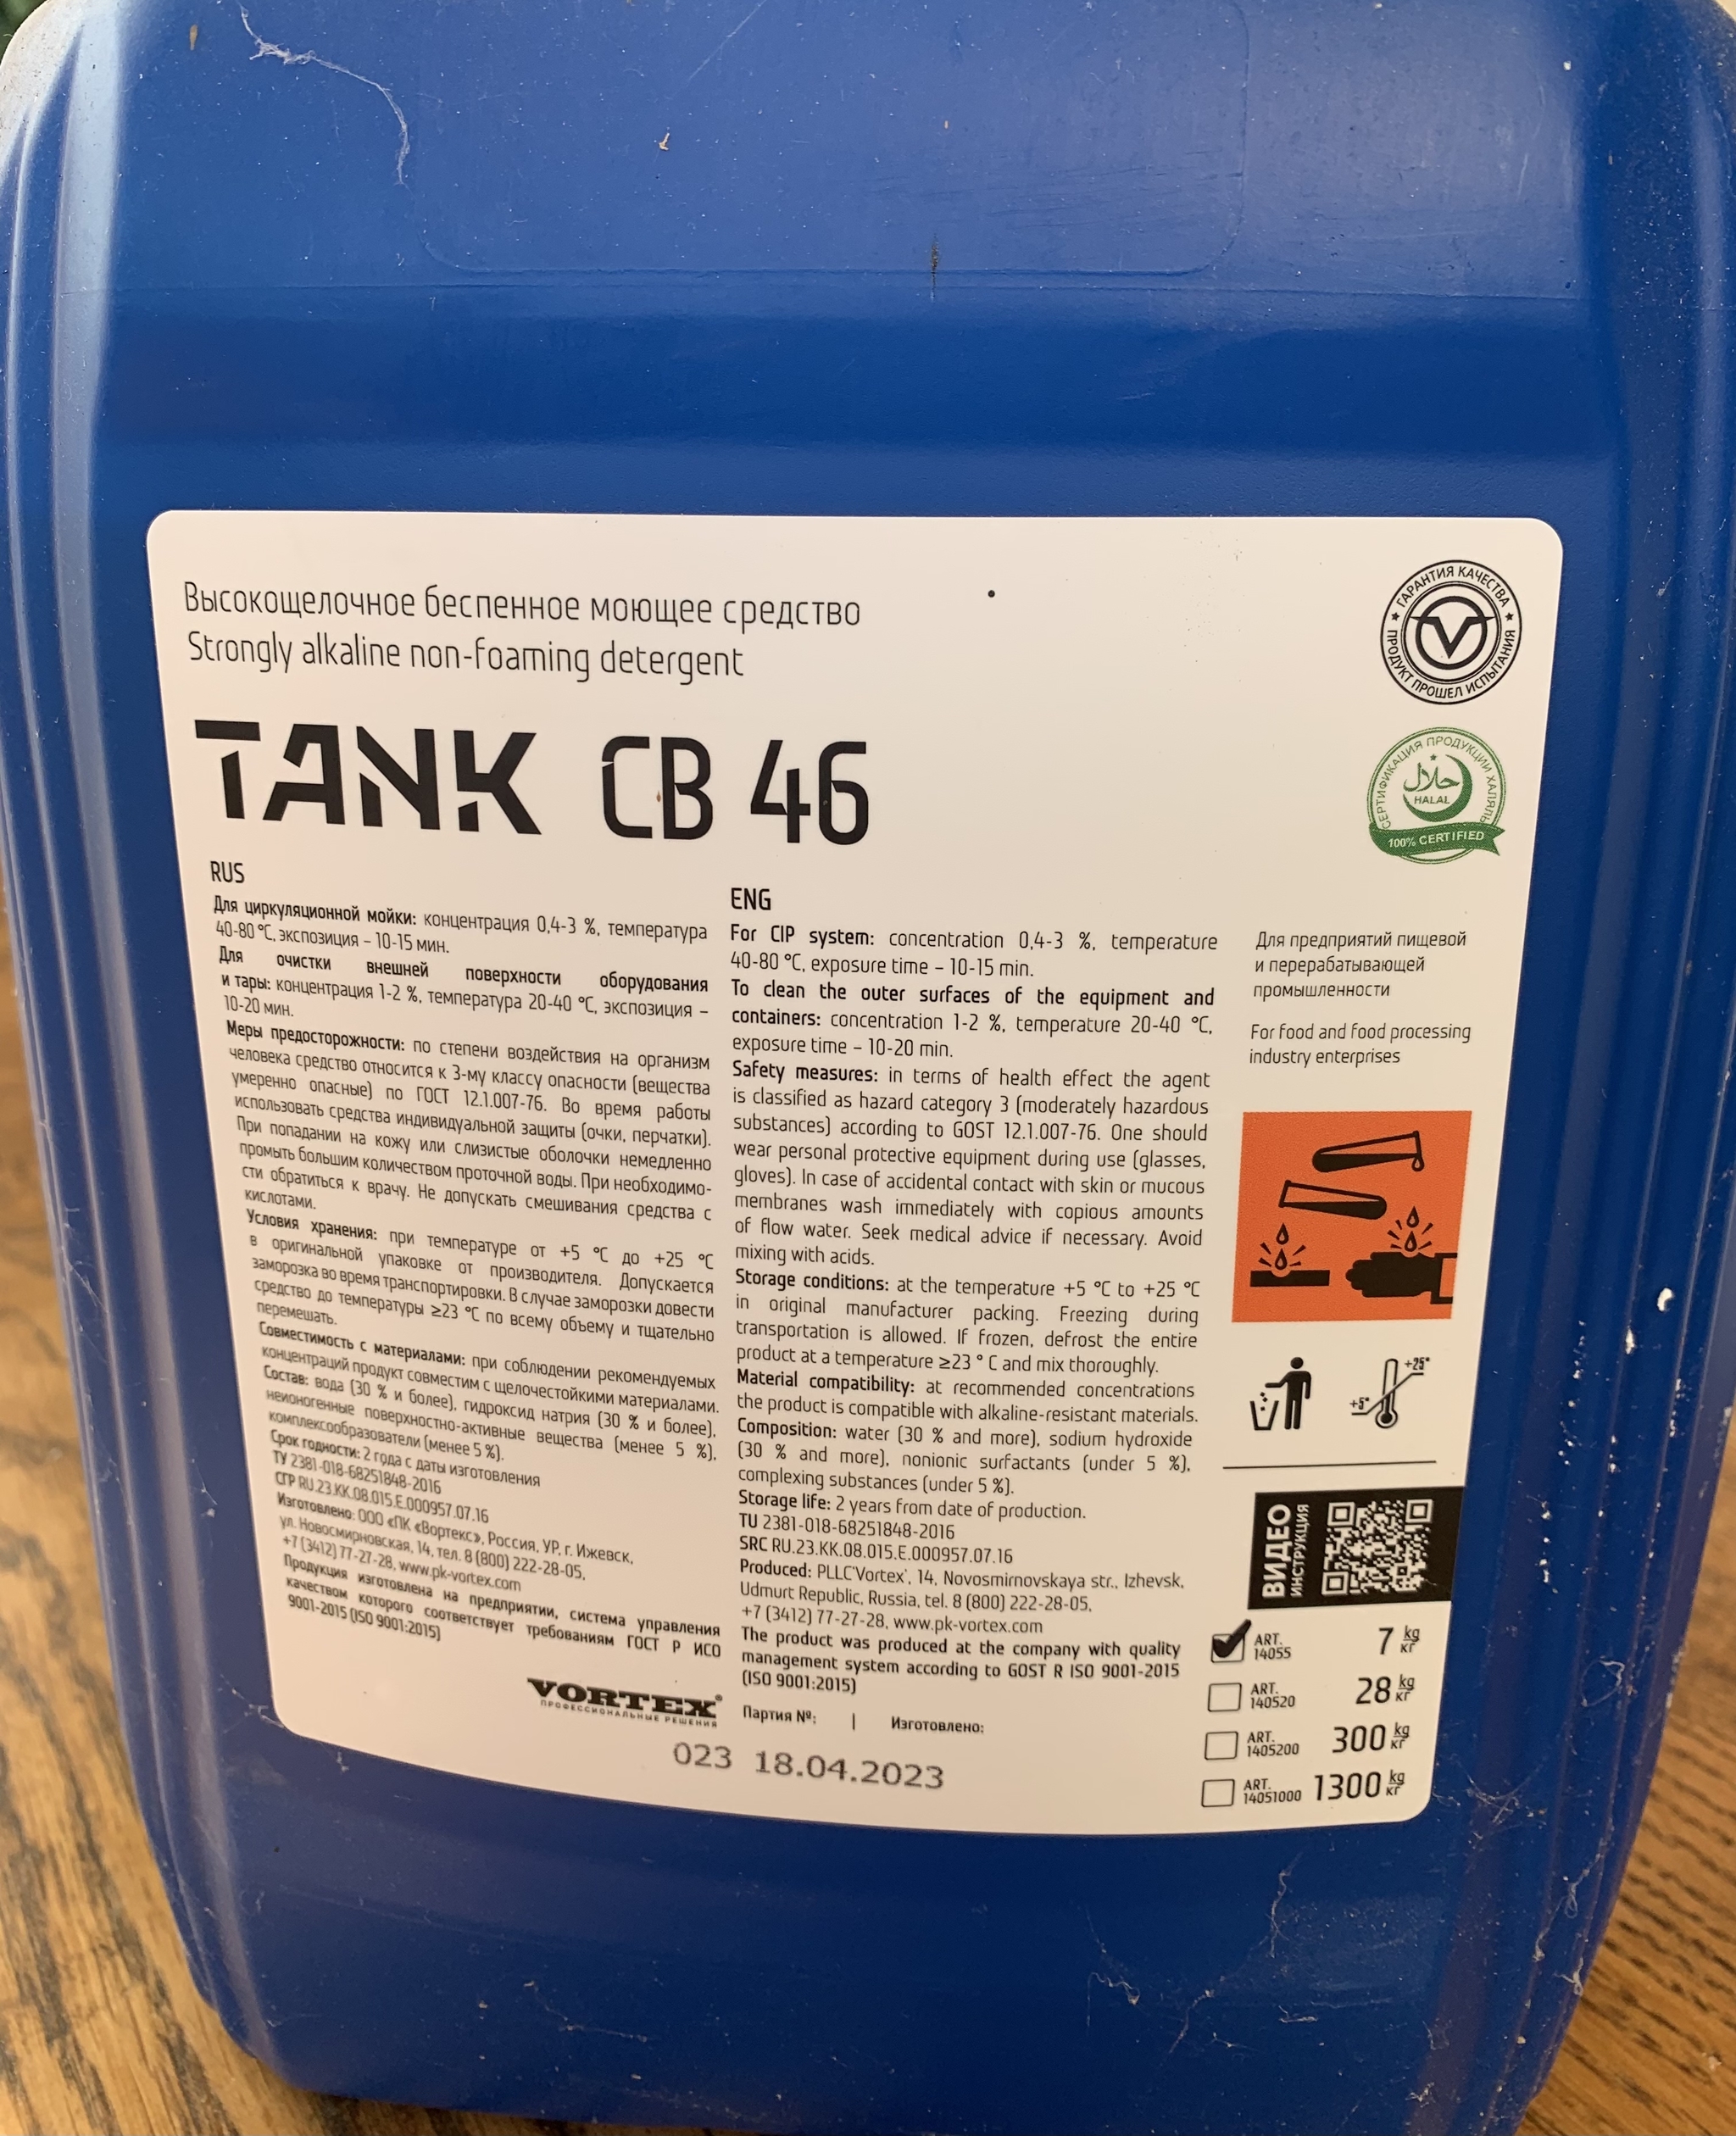 Высокощелочное беспенное моющее средство
Strongly alkaline non-foaming detergent
TANK CB 46
RUS
Для циркуляционной мойки: концентрация 0,4-3 %, температура
40-80 °C, экспозиция – 10-15 мин.
Для очистки внешней поверхности оборудования
и тары: концентрация 1-2 %, температура 20-40 °C, экспозиция –
10-20 мин.
Меры предосторожности: по степени воздействия на организм
человека средство относится к 3-му классу опасности (вещества
умеренно опасные) по ГОСТ 12.1.007-76. Во время работы
использовать средства индивидуальной защиты (очки, перчатки).
При попадании на кожу или слизистые оболочки немедленно
промыть большим количеством проточной воды. При необходимо-
сти обратиться к врачу. Не допускать смешивания средства с
кислотами.
Условия хранения: при температуре от +5 °C до +25 °C
в оригинальной упаковке от производителя. Допускается
заморозка во время транспортировки. В случае заморозки довести
средство до температуры ≥23 °C по всему объему и тщательно
перемешать.
Совместимость с материалами: при соблюдении рекомендуемых
концентраций продукт совместим с щелочестойкими материалами.
Состав: вода (30 % и более), гидроксид натрия (30 % и более),
неионогенные поверхностно-активные вещества (менее 5 %),
комплексообразователи (менее 5 %).
Срок годности: 2 года с даты изготовления
ТУ 2381-018-68251848-2016
СГР RU.23.КК.08.015.Е.000957.07.16
Изготовлено: ООО «ПК «Вортекс», Россия, УР, г. Ижевск,
ул. Новосмирновская, 14, тел. 8 (800) 222-28-05,
+7 (3412) 77-27-28, www.pk-vortex.com
Продукция изготовлена на предприятии, система управления
качеством которого соответствует требованиям ГОСТ Р ИСО
9001-2015 (ISO 9001:2015)
VORTEX®
ПРОФЕССИОНАЛЬНЫЕ РЕШЕНИЯ
ENG
For CIP system: concentration 0,4-3 %, temperature
40-80 °C, exposure time – 10-15 min.
To clean the outer surfaces of the equipment and
containers: concentration 1-2 %, temperature 20-40 °C,
exposure time – 10-20 min.
Safety measures: in terms of health effect the agent
is classified as hazard category 3 (moderately hazardous
substances) according to GOST 12.1.007-76. One should
wear personal protective equipment during use (glasses,
gloves). In case of accidental contact with skin or mucous
membranes wash immediately with copious amounts
of flow water. Seek medical advice if necessary. Avoid
mixing with acids.
Storage conditions: at the temperature +5 °C to +25 °C
in original manufacturer packing. Freezing during
transportation is allowed. If frozen, defrost the entire
product at a temperature ≥23 ° C and mix thoroughly.
Material compatibility: at recommended concentrations
the product is compatible with alkaline-resistant materials.
Composition: water (30 % and more), sodium hydroxide
(30 % and more), nonionic surfactants (under 5 %),
complexing substances (under 5 %).
Storage life: 2 years from date of production.
TU 2381-018-68251848-2016
SRC RU.23.KK.08.015.E.000957.07.16
Produced: PLLC'Vortex', 14, Novosmirnovskaya str., Izhevsk,
Udmurt Republic, Russia, tel. 8 (800) 222-28-05,
+7 (3412) 77-27-28, www.pk-vortex.com
The product was produced at the company with quality
management system according to GOST R ISO 9001-2015
(ISO 9001:2015)
Партия №: | Изготовлено:
023 18.04.2023
ГАРАНТИЯ КАЧЕСТВА
ПРОДУКТ ПРОШЕЛ ИСПЫТАНИЯ
СЕРТИФИКАЦИЯ ПРОДУКЦИИ ХАЛЯЛЬ
حلال
HALAL
100% CERTIFIED
Для предприятий пищевой
и перерабатывающей
промышленности
For food and food processing
industry enterprises
+25°
+5°
ВИДЕО
ИНСТРУКЦИЯ
ART. 14055 7 kg кг
ART. 140520 28 kg кг
ART. 1405200 300 kg кг
ART. 14051000 1300 kg кг